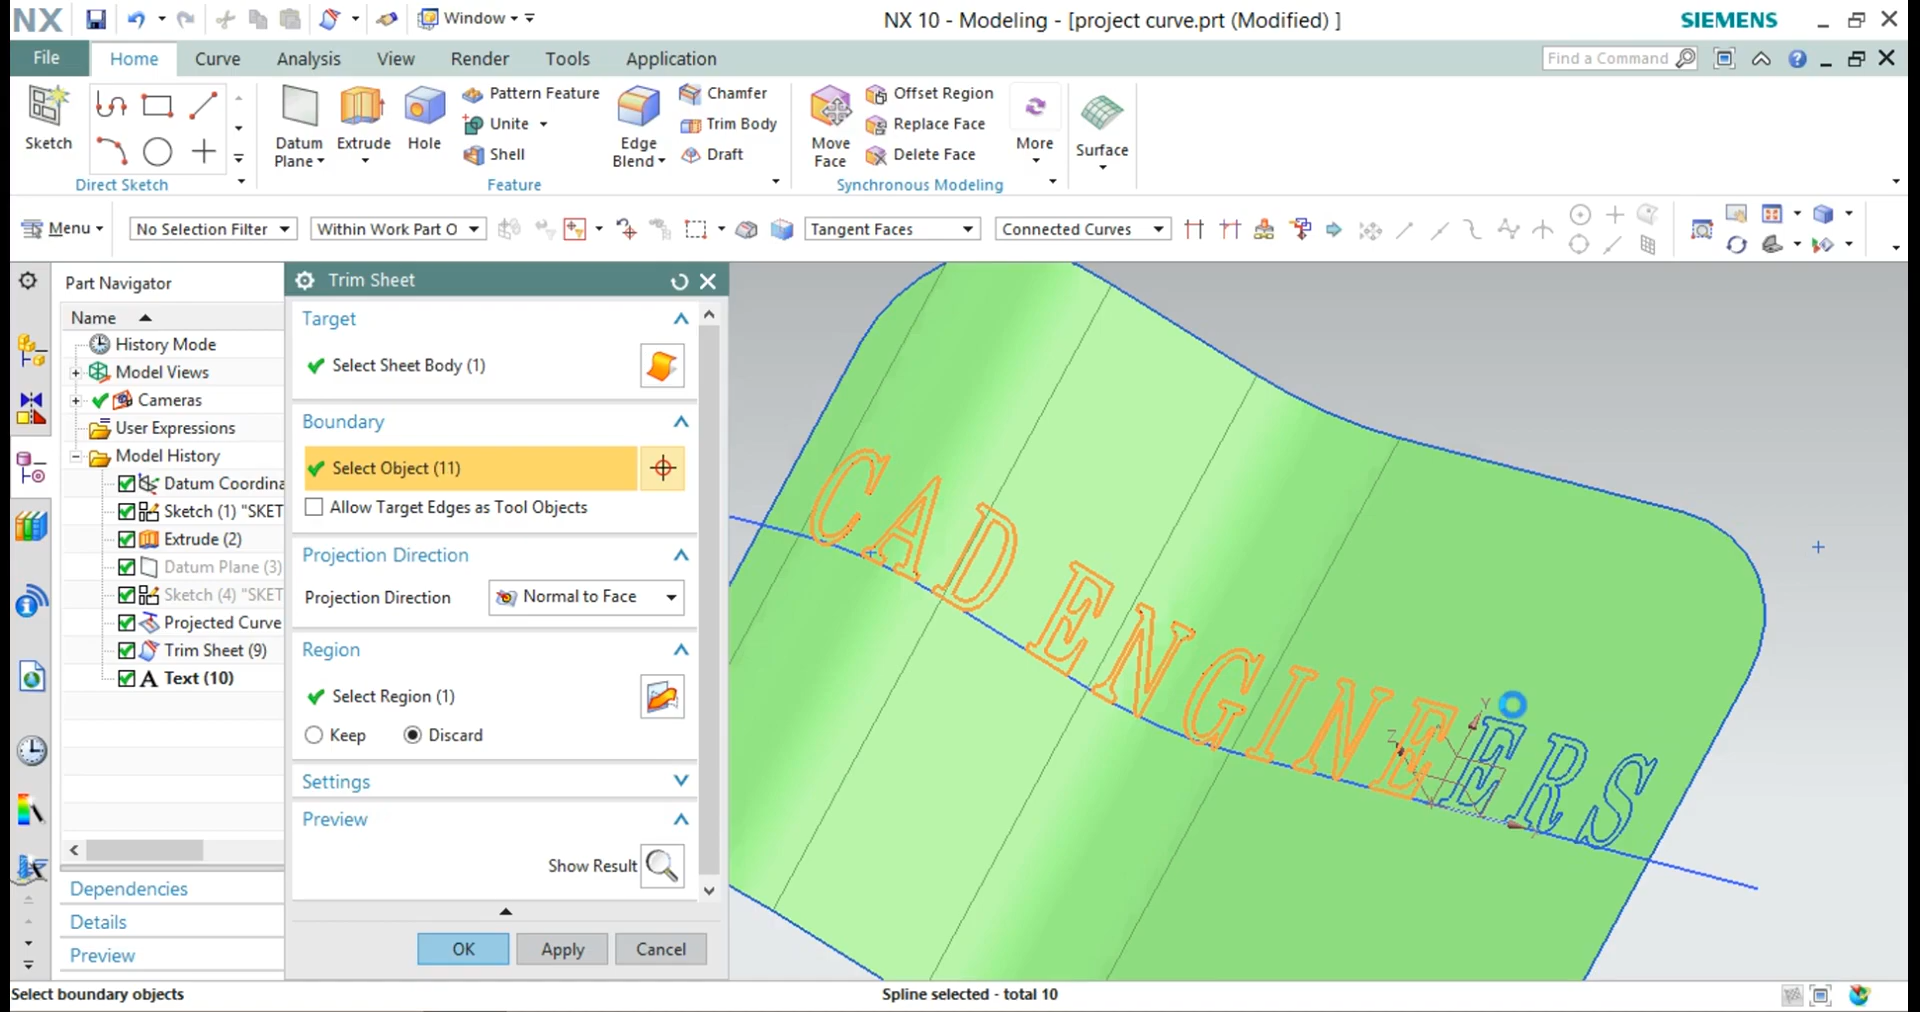 NX
Window
NX 10 - Modeling - [project curve.prt (Modified) ]
SIEMENS
File
Home
Curve
Analysis
View
Render
Tools
Application
Find a Command
Sketch
Direct Sketch
Datum Plane
Extrude
Hole
Pattern Feature
Unite
Shell
Edge Blend
Chamfer
Trim Body
Draft
Feature
Move Face
Offset Region
Replace Face
Delete Face
More
Synchronous Modeling
Surface
Menu
No Selection Filter
Within Work Part O
Tangent Faces
Connected Curves
Part Navigator
Name
History Mode
Model Views
Cameras
User Expressions
Model History
Datum Coordina
Sketch (1) "SKET
Extrude (2)
Datum Plane (3)
Sketch (4) "SKET
Projected Curve
Trim Sheet (9)
A Text (10)
Dependencies
Details
Preview
Trim Sheet
Target
Select Sheet Body (1)
Boundary
Select Object (11)
Allow Target Edges as Tool Objects
Projection Direction
Projection Direction
Normal to Face
Region
Select Region (1)
Keep
Discard
Settings
Preview
Show Result
OK
Apply
Cancel
CAD ENGINEERS
Y
Z
Select boundary objects
Spline selected - total 10